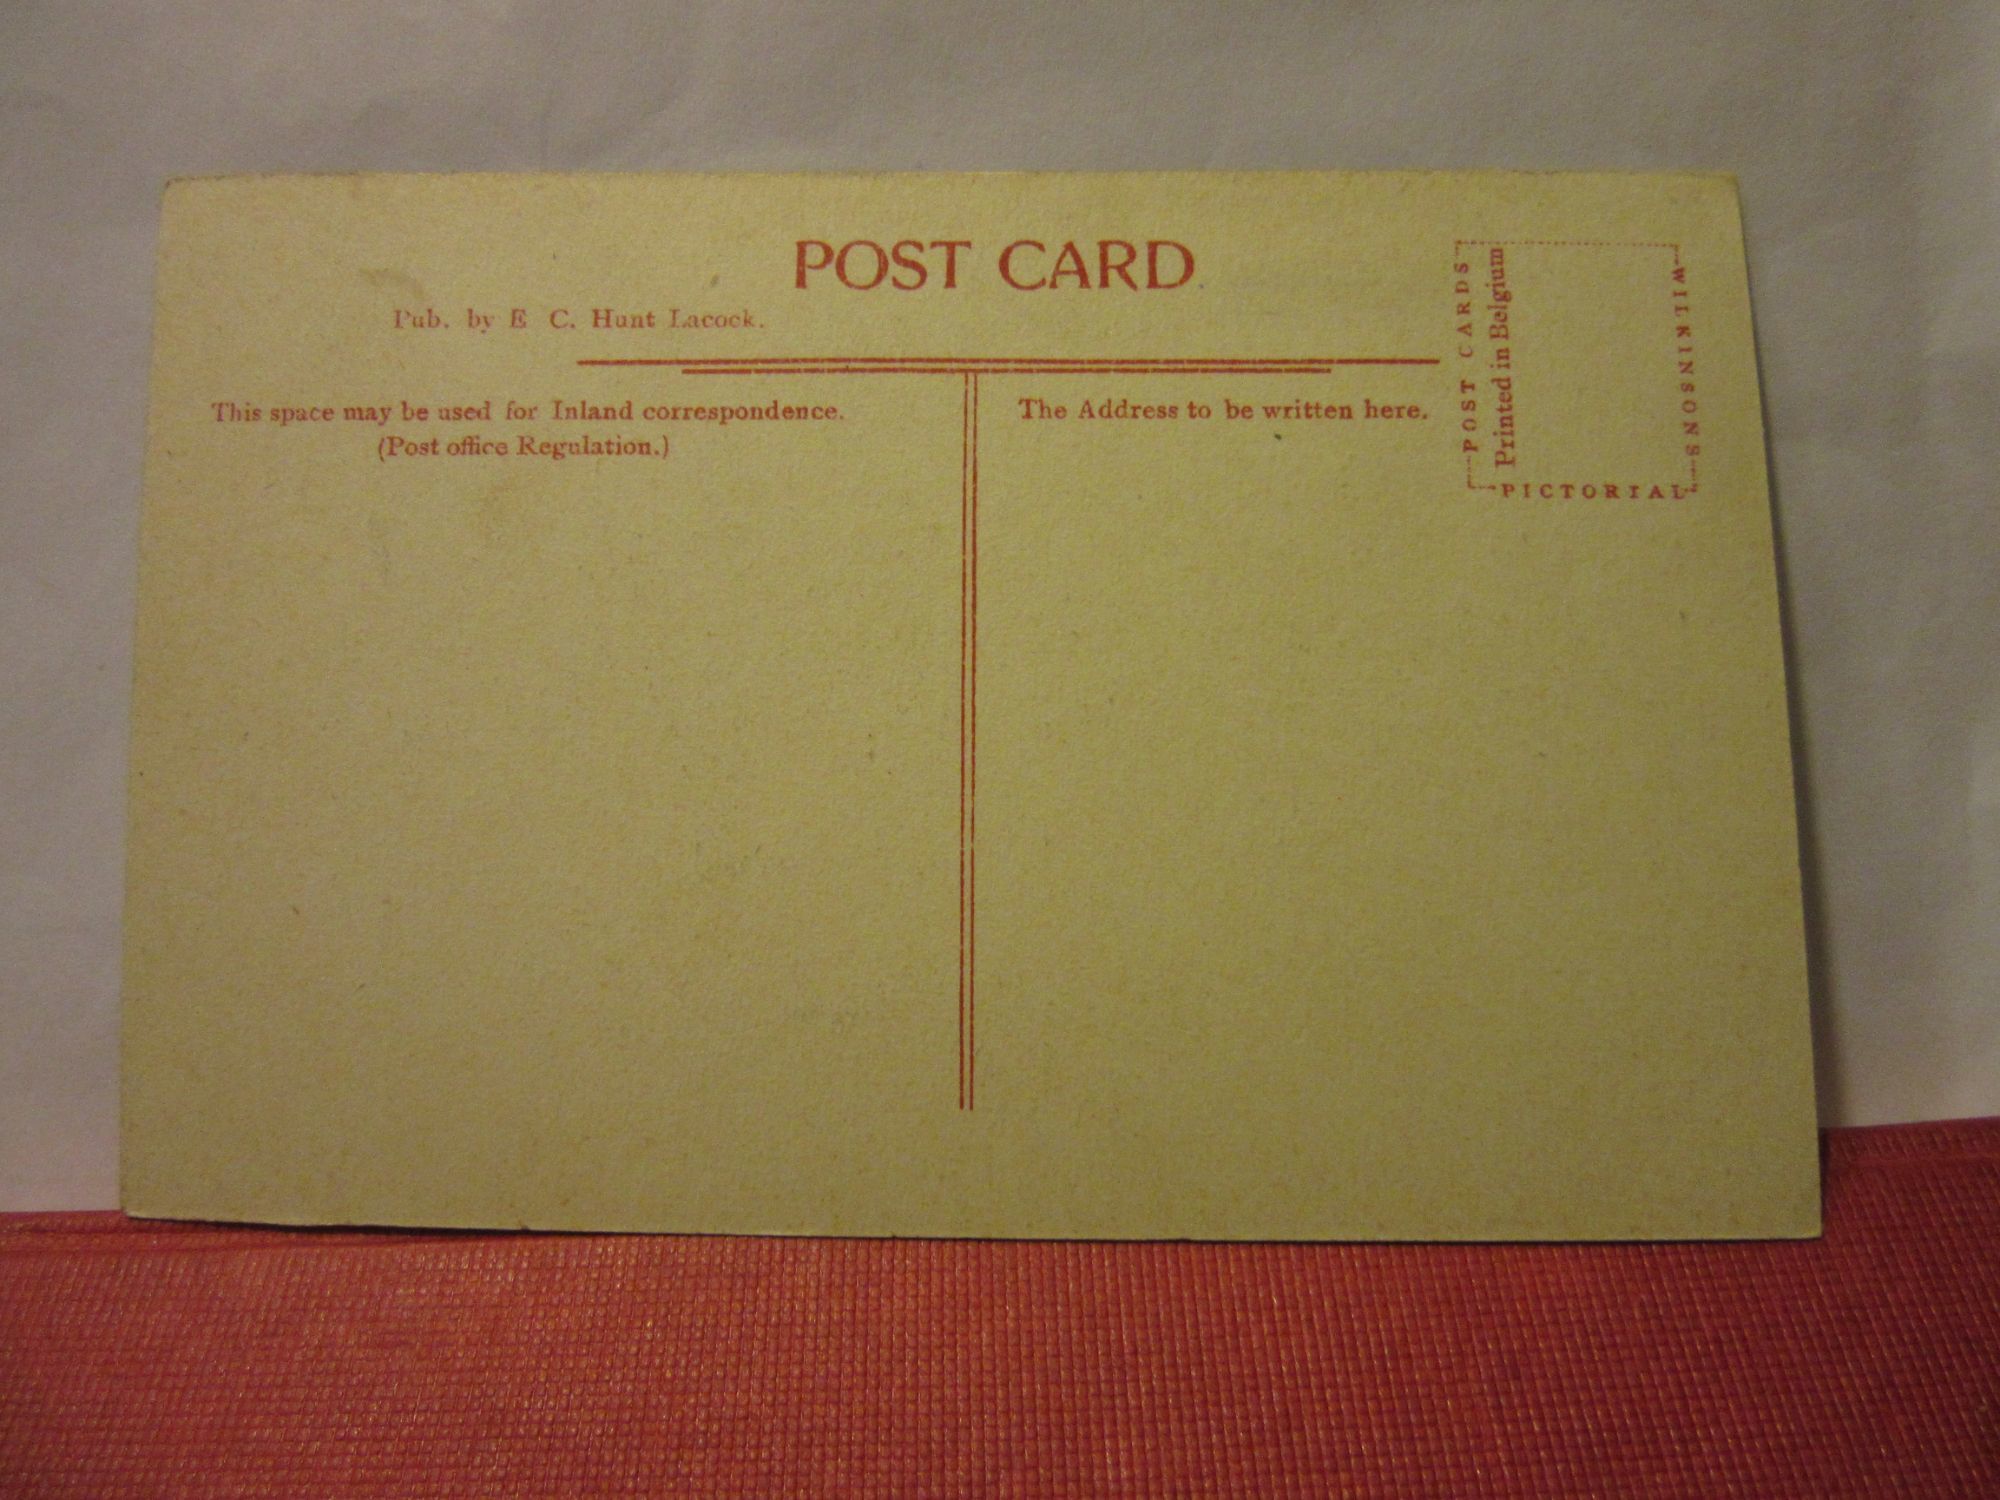 POST CARD
Pub. by E C. Hunt Lacock.
This space may be used for Inland correspondence.
(Post office Regulation.)
The Address to be written here.
WILKINSONS
PICTORIAL
POST CARDS
Printed in Belgium